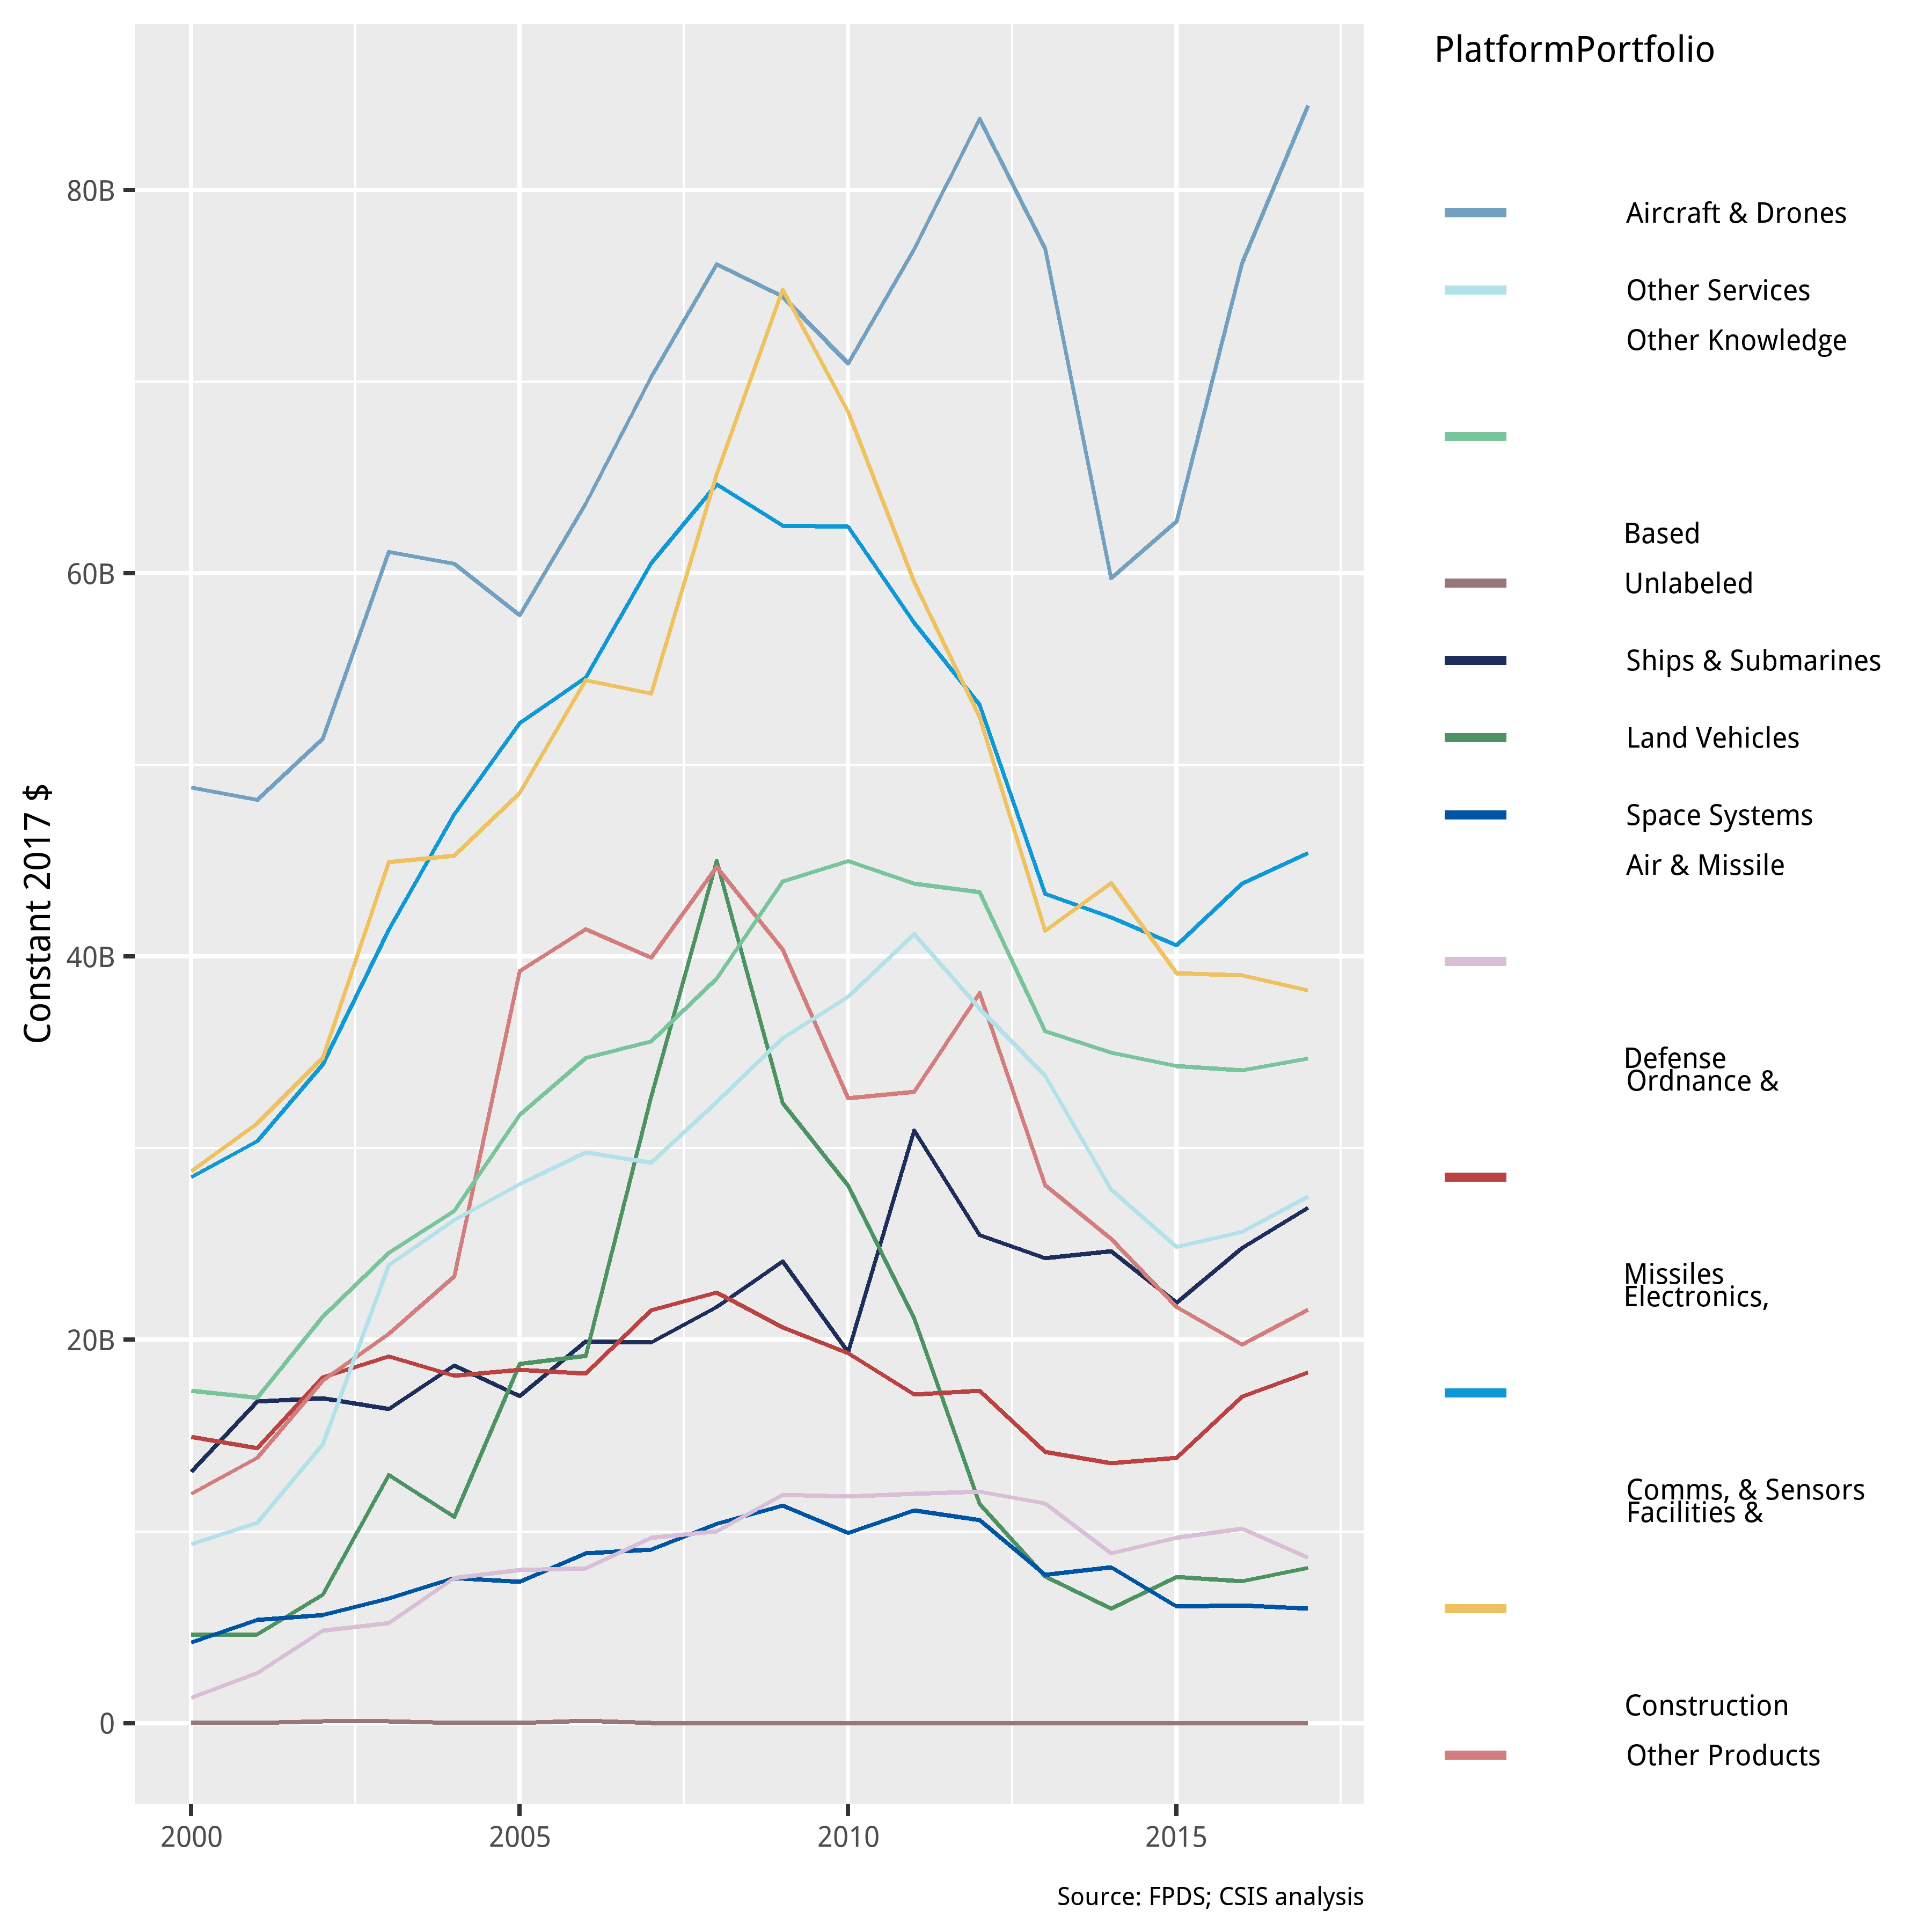 PlatformPortfolio
Aircraft & Drones
Other Services
Other Knowledge
Based
Unlabeled
Ships & Submarines
Land Vehicles
Space Systems
Air & Missile
Defense
Ordnance &
Missiles
Electronics,
Comms, & Sensors
Facilities &
Construction
Other Products
Constant 2017 $
80B
60B
40B
20B
0
2000 2005 2010 2015
Source: FPDS; CSIS analysis